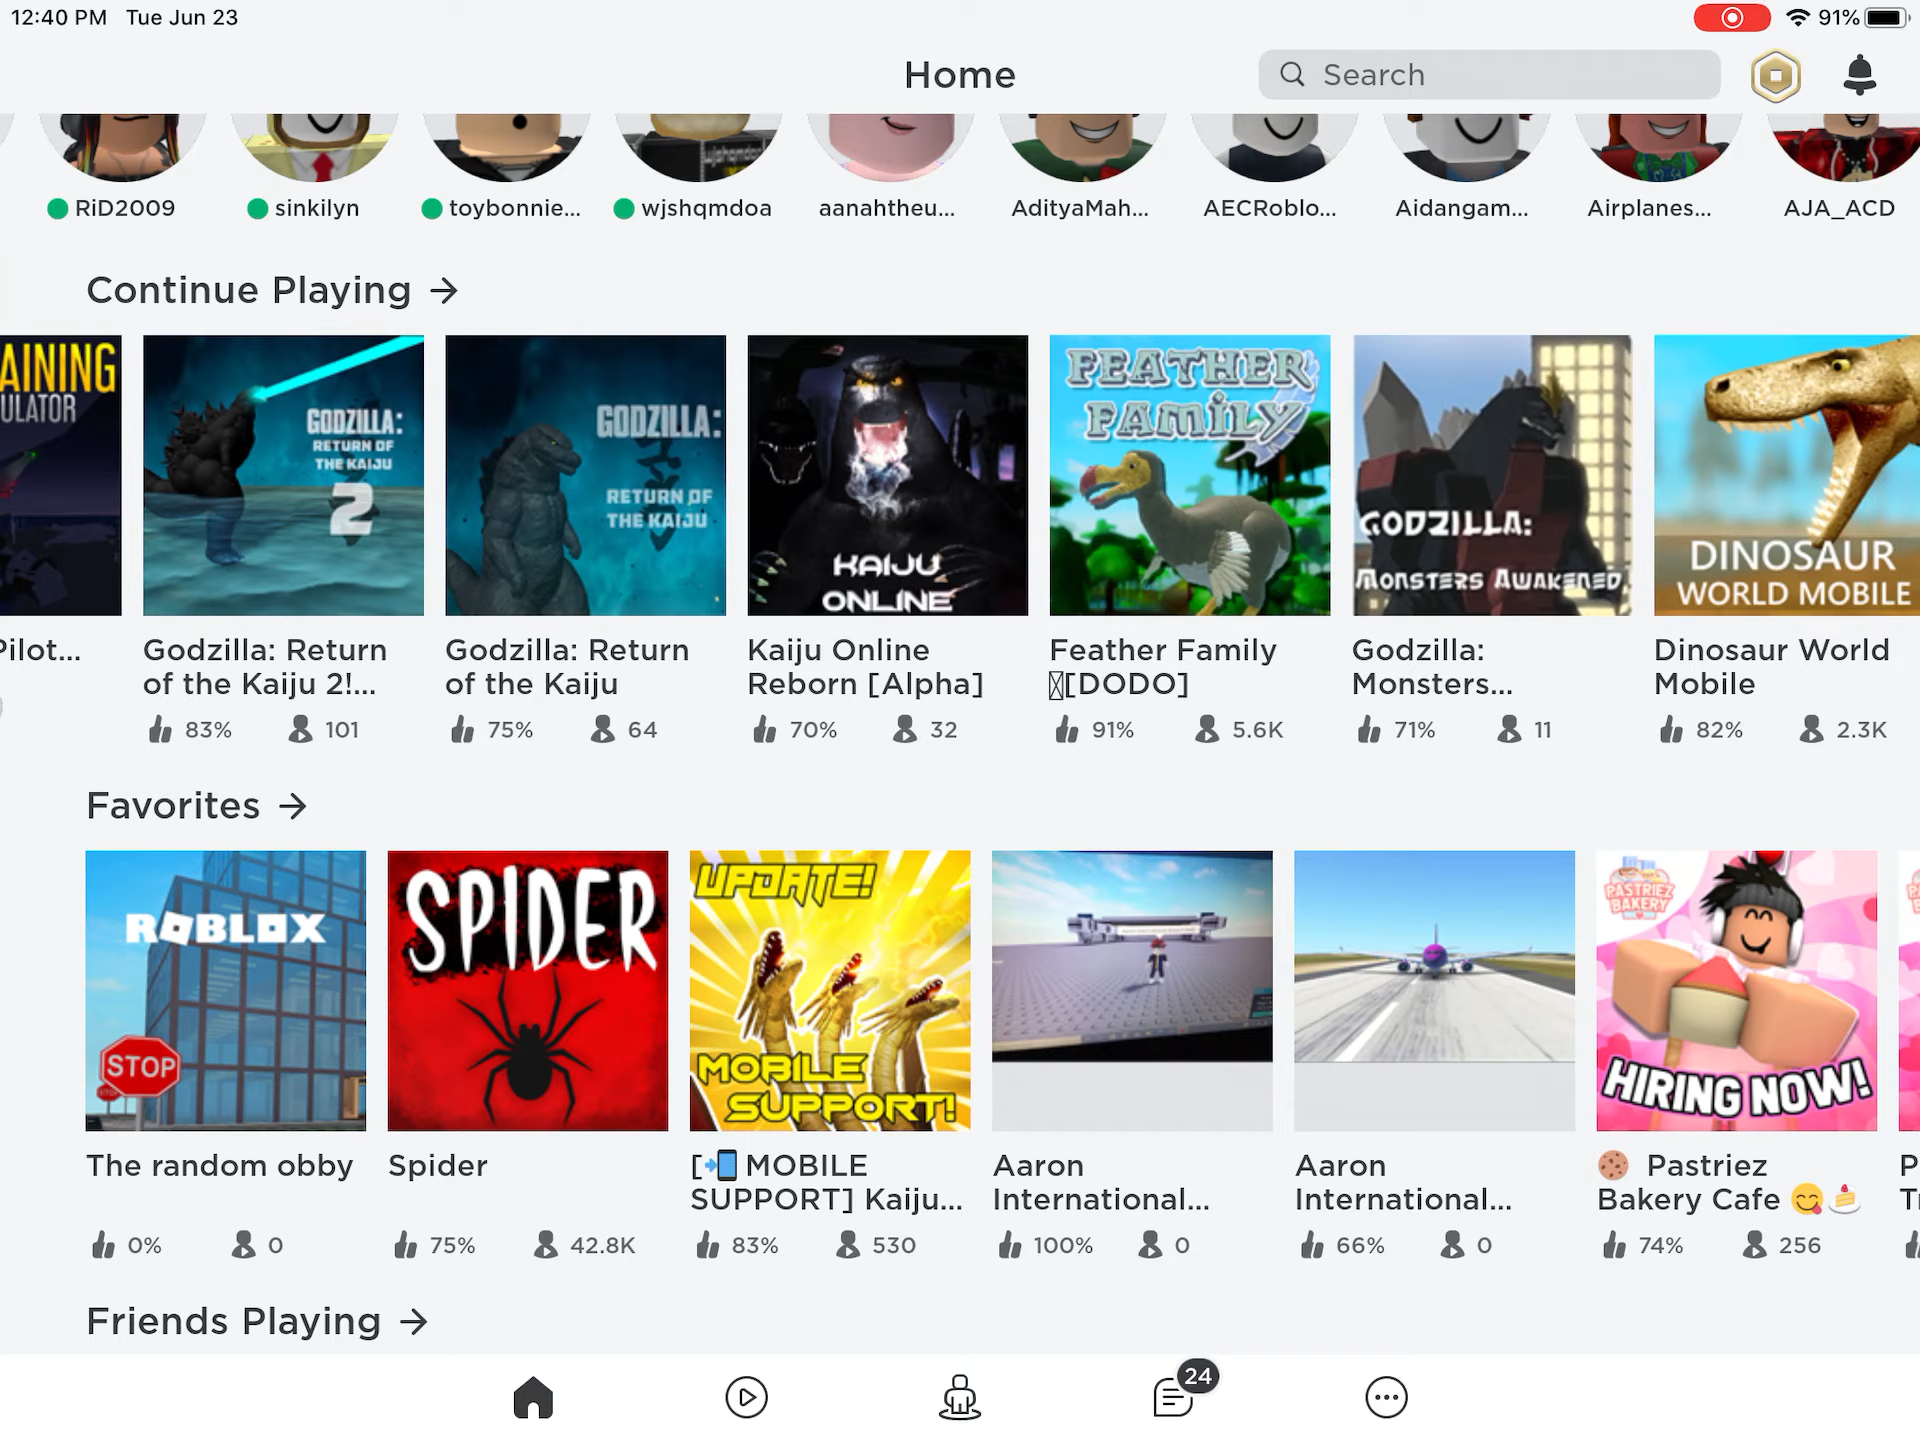 12:40 PM Tue Jun 23
91%
Home
Search
RiD2009
sinkilyn
toybonnie...
wjshqmdoa
aanahtheu...
AdityaMah...
AECRoblo...
Aidangam...
Airplanes...
AJA_ACD
Continue Playing
AINING
ULATOR
GODZILLA:
RETURN OF
THE KAIJU
2
GODZILLA:
RETURN OF
THE KAIJU
KAIJU
ONLINE
FEATHER
FAMILY
GODZILLA:
MONSTERS AWAKENED
DINOSAUR
WORLD MOBILE
Pilot...
Godzilla: Return
of the Kaiju 2!...
83% 101
Godzilla: Return
of the Kaiju
75% 64
Kaiju Online
Reborn [Alpha]
70% 32
Feather Family
[DODO]
91% 5.6K
Godzilla:
Monsters...
71% 11
Dinosaur World
Mobile
82% 2.3K
Favorites
ROBLOX
STOP
SPIDER
UPDATE!
MOBILE
SUPPORT!
PASTRIEZ
BAKERY
HIRING NOW!
The random obby
0% 0
Spider
75% 42.8K
[📲 MOBILE
SUPPORT] Kaiju...
83% 530
Aaron
International...
100% 0
Aaron
International...
66% 0
🍪 Pastriez
Bakery Cafe 😋🍰
74% 256
P
Tr
Friends Playing
24